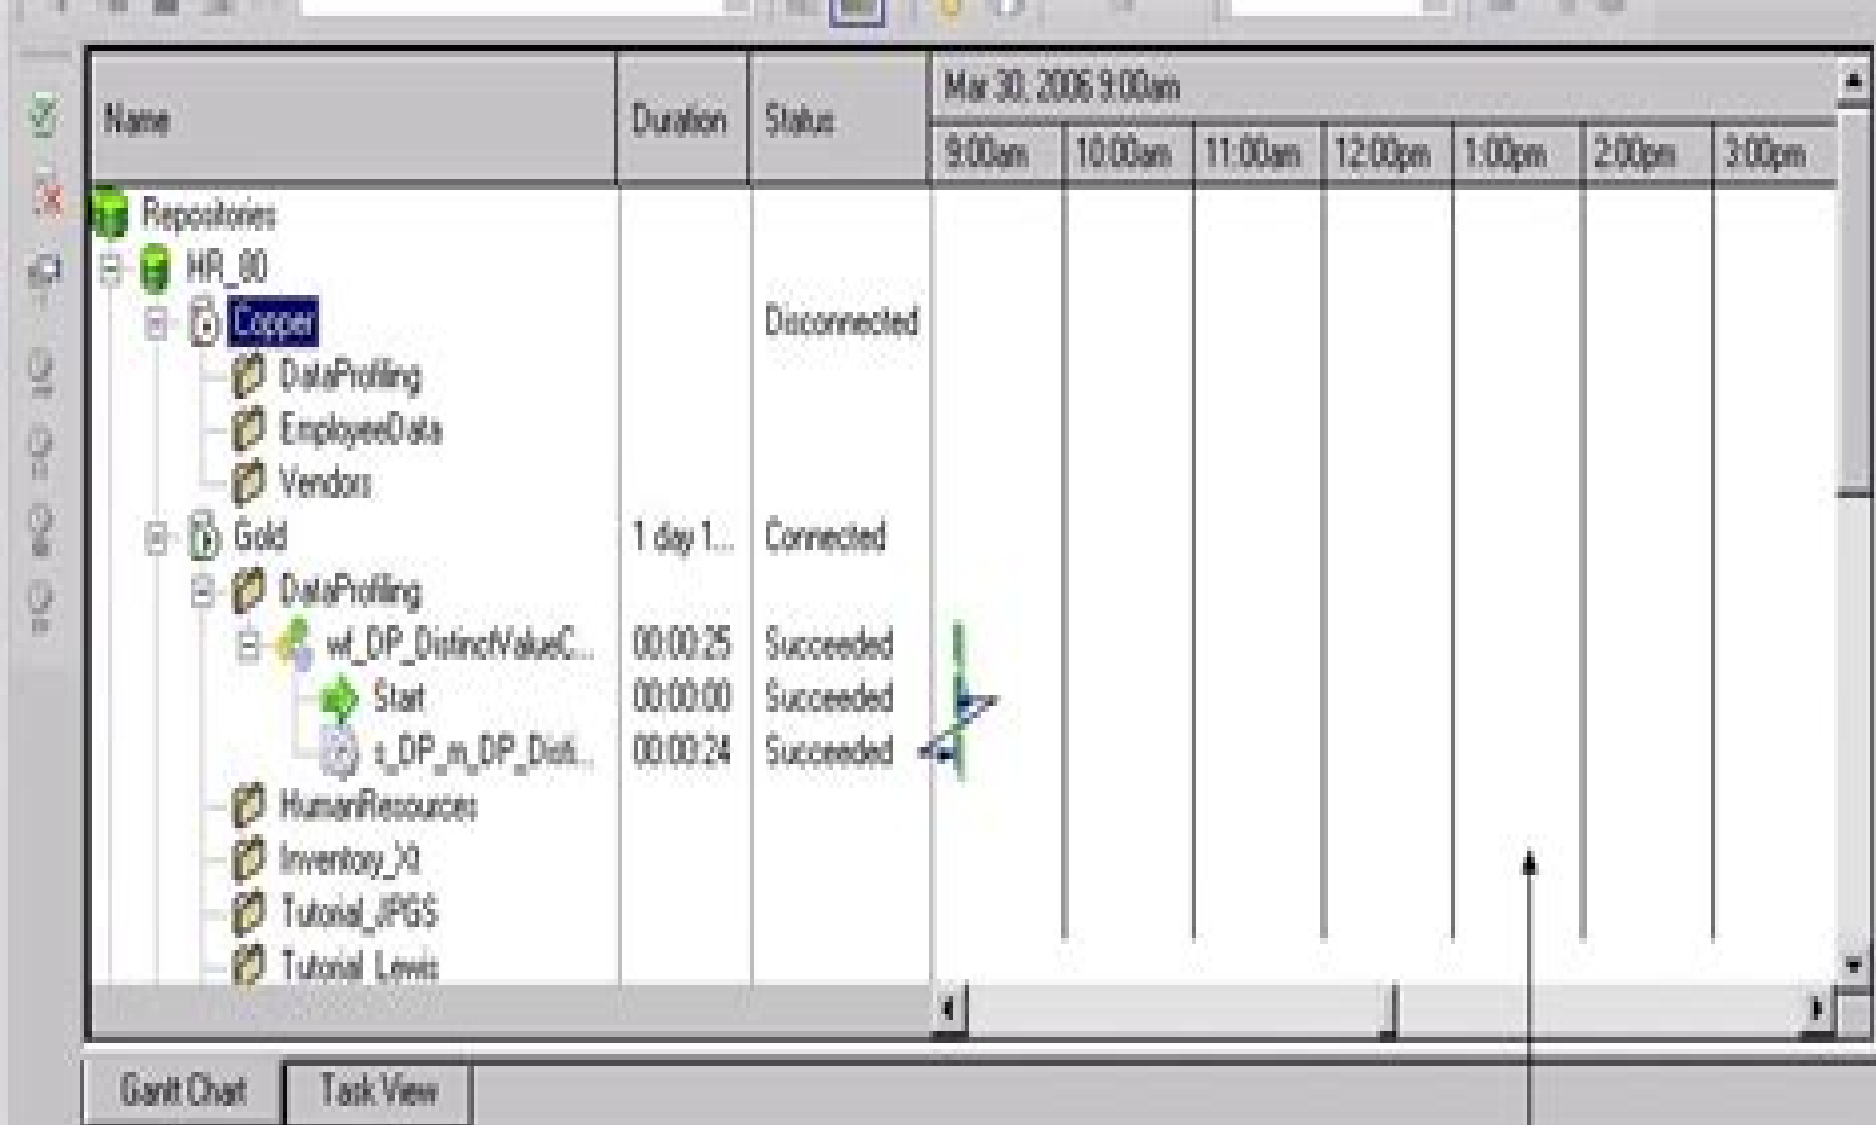 Mar 30, 2006 9:00am
Name Duration Status
9:00am 10:00am 11:00am 12:00pm 1:00pm 2:00pm 3:00pm
Repositories
HR_80
Copper Disconnected
DataProfiling
EmployeeData
Vendors
Gold 1 day 1... Connected
DataProfiling
wf_DP_DistinctValueC... 00:00:25 Succeeded
Start 00:00:00 Succeeded
s_DP_m_DP_Disti... 00:00:24 Succeeded
HumanResources
Inventory_Xt
Tutorial_JPGS
Tutorial_Lewis
Gantt Chart Task View